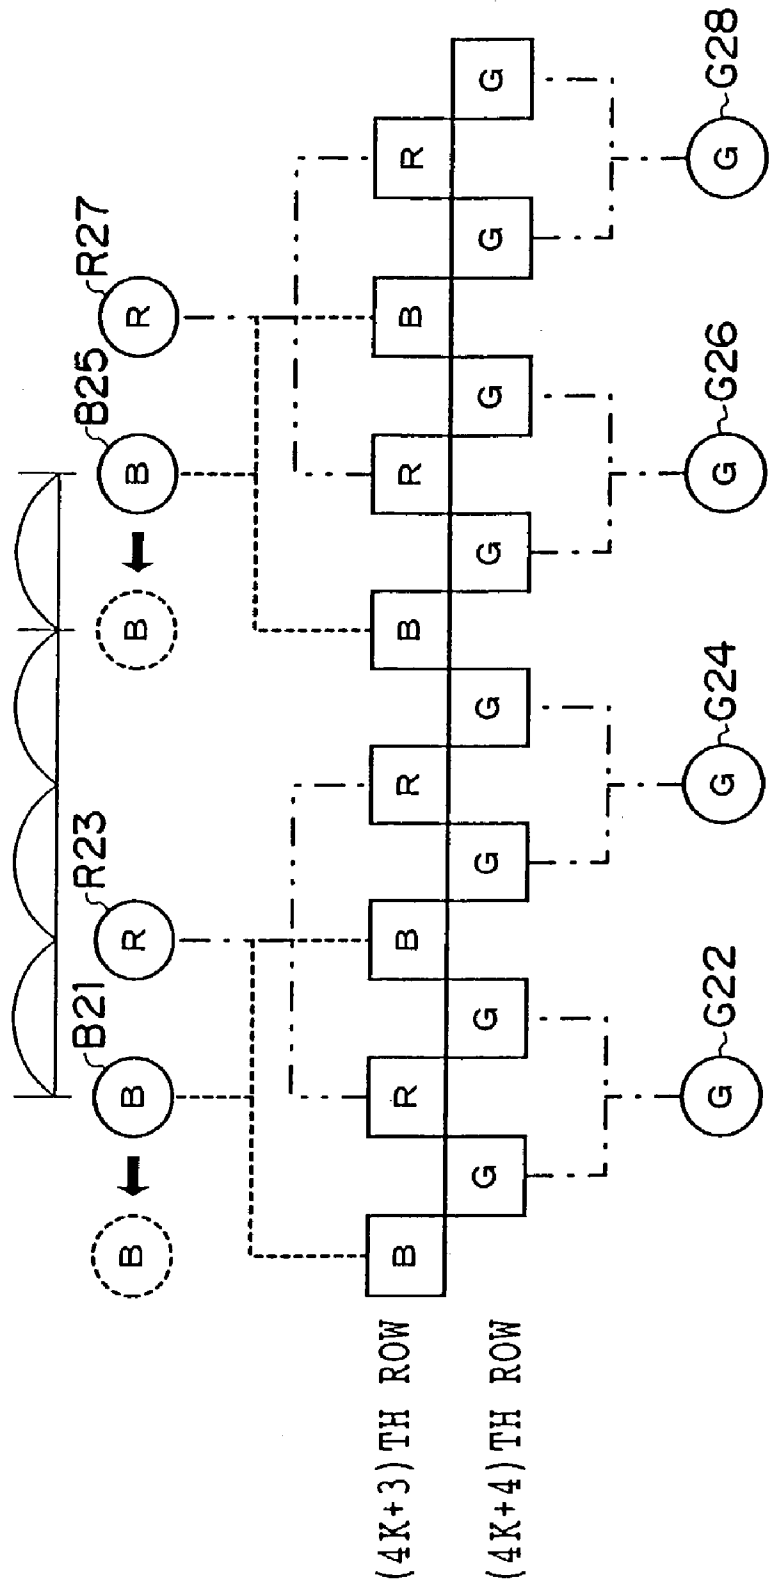 B21 R23 B25 R27
B B R B B R
(4K+3)TH ROW B R B R B R B R
(4K+4)TH ROW G G G G G G G G
G G22 G G24 G G26 G G28